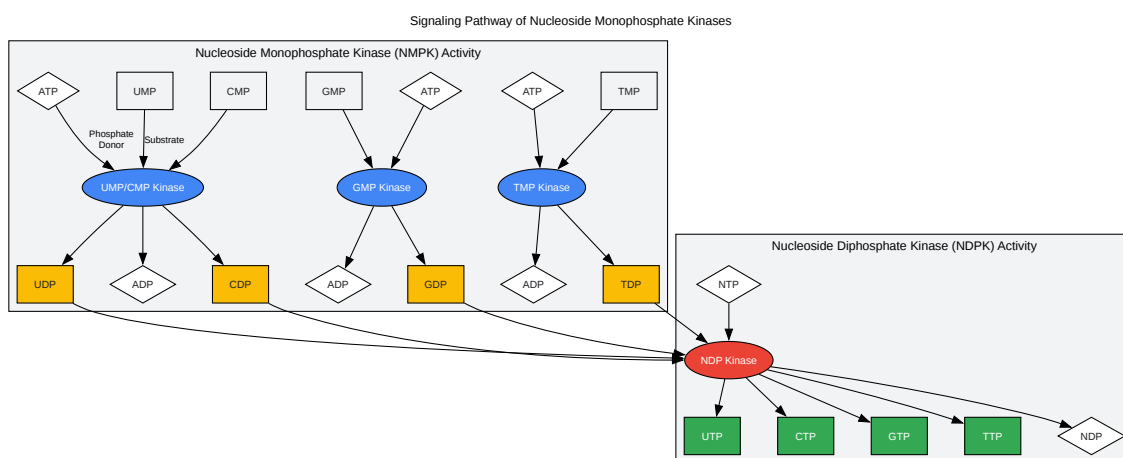 Signaling Pathway of Nucleoside Monophosphate Kinases
Nucleoside Monophosphate Kinase (NMPK) Activity
ATP
UMP
CMP
GMP
ATP
ATP
TMP
Phosphate
Donor
Substrate
UMP/CMP Kinase
GMP Kinase
TMP Kinase
UDP
ADP
CDP
ADP
GDP
ADP
TDP
Nucleoside Diphosphate Kinase (NDPK) Activity
NTP
NDP Kinase
UTP
CTP
GTP
TTP
NDP